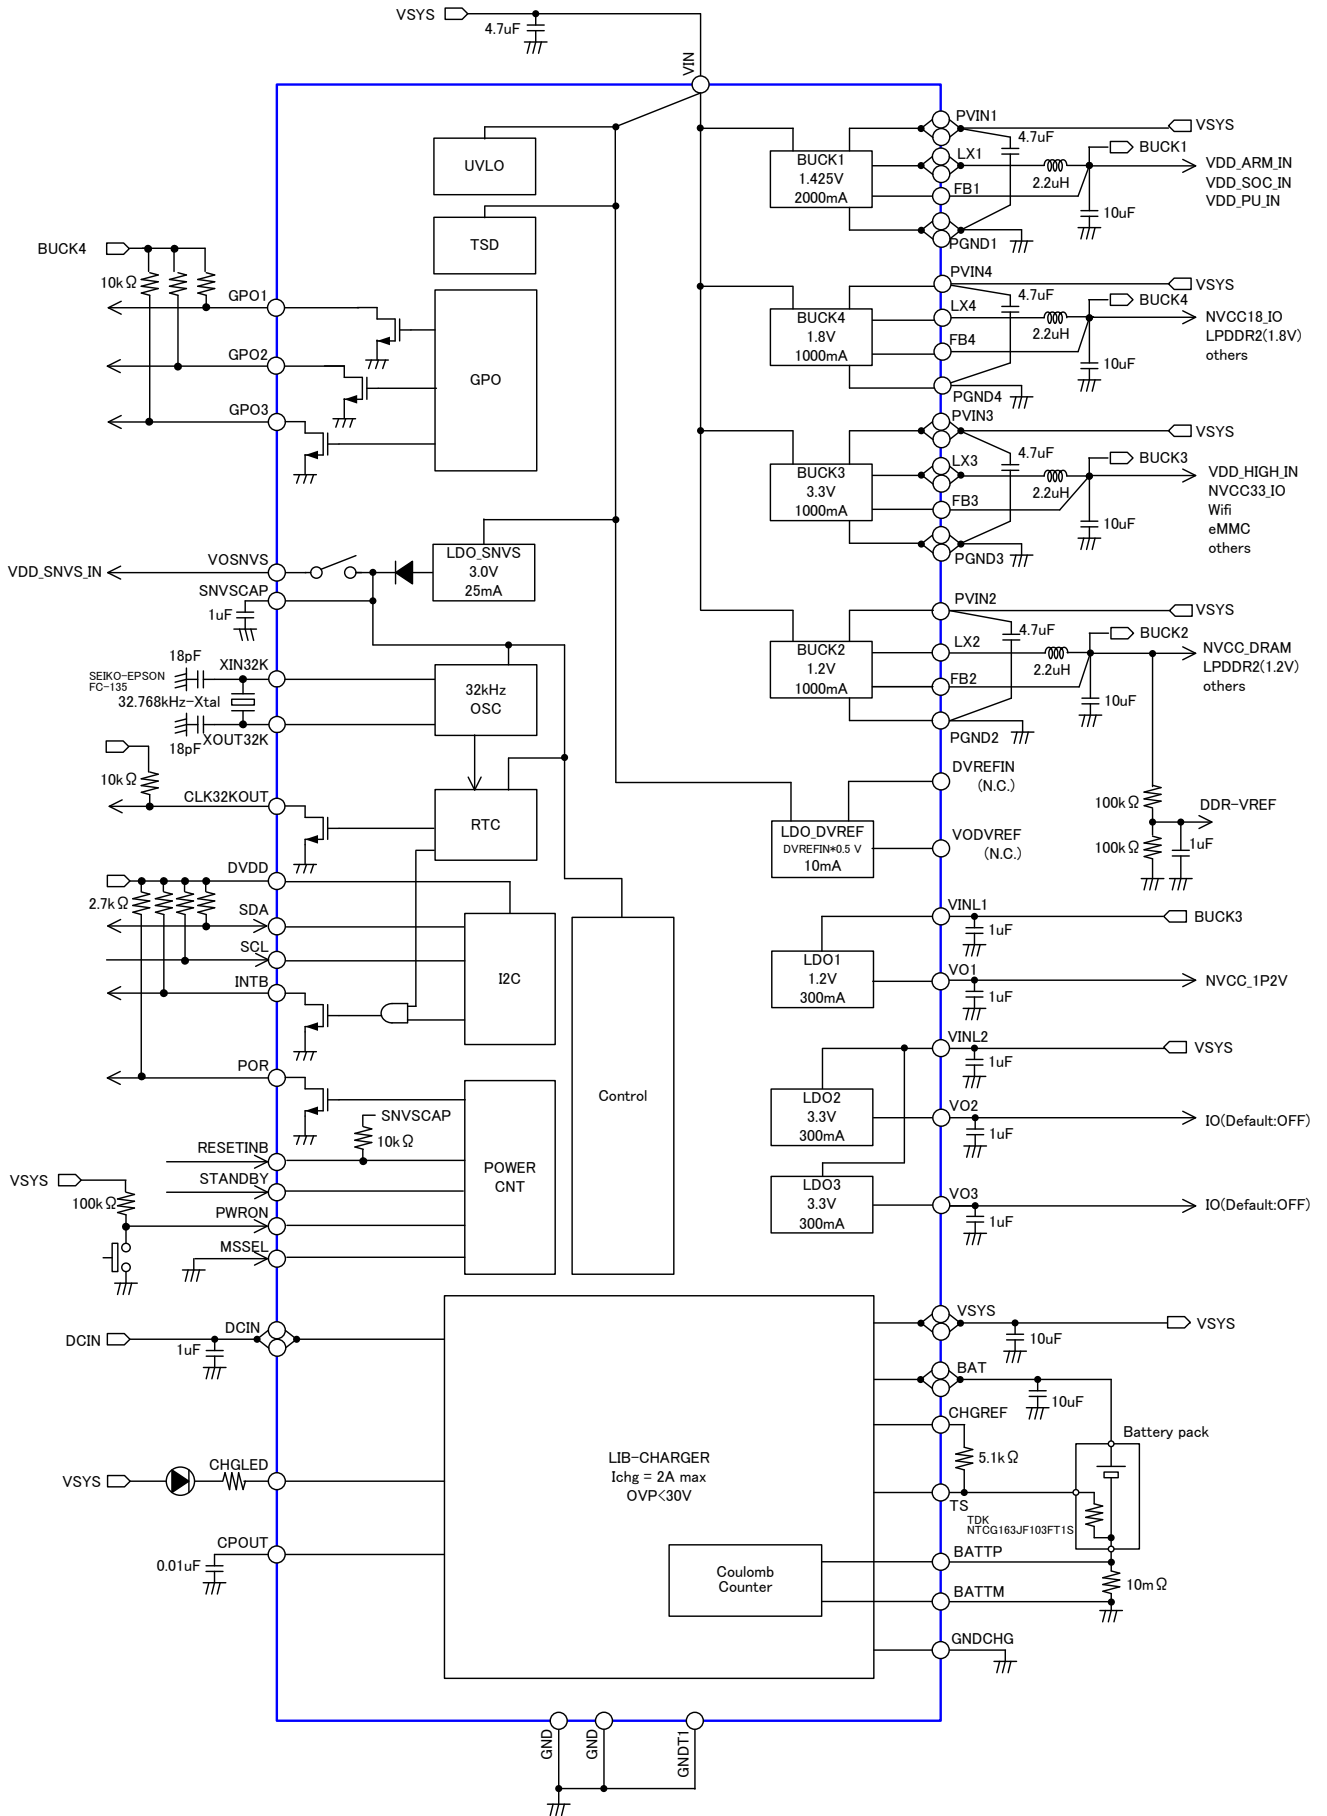 VSYS
4.7uF
VIN
UVLO
TSD
BUCK4
10kΩ
GPO1
GPO2
GPO3
GPO
BUCK1
1.425V
2000mA
PVIN1
VSYS
4.7uF
LX1
BUCK1
2.2uH
VDD_ARM_IN
VDD_SOC_IN
VDD_PU_IN
FB1
10uF
PGND1
BUCK4
1.8V
1000mA
PVIN4
VSYS
4.7uF
LX4
BUCK4
2.2uH
NVCC18_IO
LPDDR2(1.8V)
others
FB4
10uF
PGND4
BUCK3
3.3V
1000mA
PVIN3
VSYS
4.7uF
LX3
BUCK3
2.2uH
VDD_HIGH_IN
NVCC33_IO
Wifi
eMMC
others
FB3
10uF
PGND3
VDD_SNVS_IN
VOSNVS
LDO_SNVS
3.0V
25mA
SNVSCAP
1uF
BUCK2
1.2V
1000mA
PVIN2
VSYS
4.7uF
LX2
BUCK2
2.2uH
NVCC_DRAM
LPDDR2(1.2V)
others
FB2
10uF
PGND2
18pF
XIN32K
SEIKO-EPSON
FC-135
32.768kHz-Xtal
18pF
XOUT32K
32kHz
OSC
10kΩ
CLK32KOUT
RTC
DVREFIN
(N.C.)
LDO_DVREF
DVREFIN*0.5 V
10mA
VODVREF
(N.C.)
100kΩ
DDR-VREF
100kΩ
1uF
DVDD
2.7kΩ
SDA
SCL
INTB
I2C
POR
VINL1
BUCK3
1uF
LDO1
1.2V
300mA
VO1
NVCC_1P2V
1uF
VINL2
VSYS
1uF
Control
LDO2
3.3V
300mA
VO2
IO(Default:OFF)
1uF
LDO3
3.3V
300mA
VO3
IO(Default:OFF)
1uF
SNVSCAP
10kΩ
RESETINB
STANDBY
POWER
CNT
VSYS
100kΩ
PWRON
MSSEL
DCIN
DCIN
1uF
VSYS
VSYS
10uF
BAT
10uF
CHGREF
Battery pack
5.1kΩ
LIB-CHARGER
Ichg = 2A max
OVP<30V
VSYS
CHGLED
TS
TDK
NTCG163JF103FT1S
CPOUT
0.01uF
Coulomb
Counter
BATTP
10mΩ
BATTM
GNDCHG
GND
GND
GNDT1